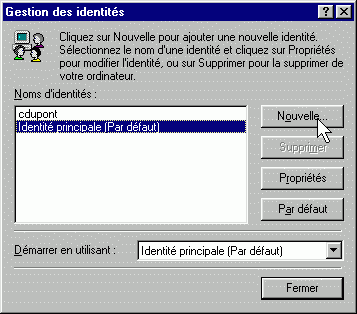 Gestion des identités
Cliquez sur Nouvelle pour ajouter une nouvelle identité.
Sélectionnez le nom d'une identité et cliquez sur Propriétés
pour modifier l'identité, ou sur Supprimer pour la supprimer
de votre ordinateur.
Noms d'identités :
cdupont
Identité principale (Par défaut)
Nouvelle...
Supprimer
Propriétés
Par défaut
Démarrer en utilisant : Identité principale (Par défaut)
Fermer